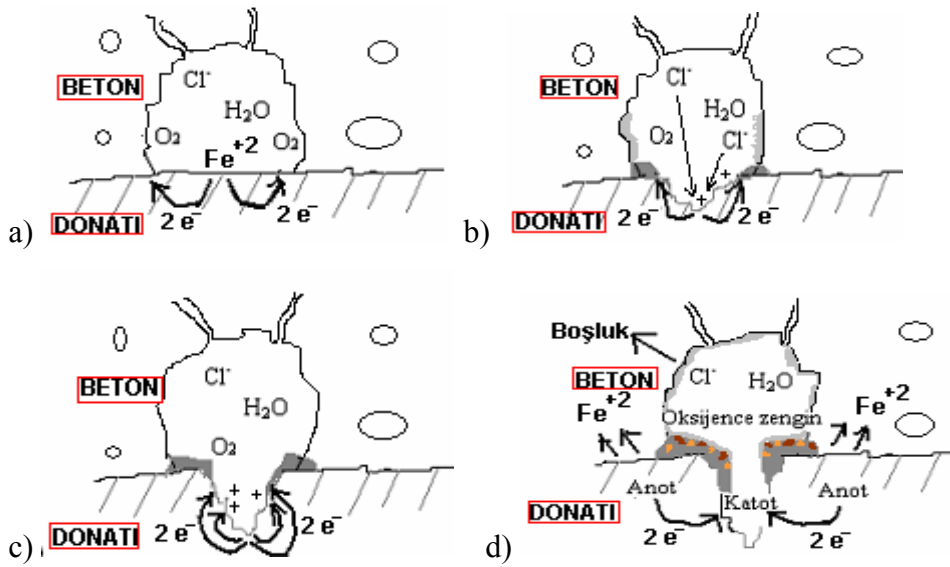 Cl⁻
BETON
H₂O
O₂ Fe⁺² O₂
DONATI 2 e⁻ 2 e⁻
a)
Cl⁻
BETON
H₂O
O₂ Cl⁻
+
+
DONATI 2 e⁻ 2 e⁻
b)
Cl⁻
BETON
H₂O
O₂
+ +
+
DONATI 2 e⁻ 2 e⁻
c)
Boşluk
BETON Cl⁻ H₂O
Fe⁺² Oksijence zengin Fe⁺²
Anot Katot Anot
DONATI 2 e⁻ 2 e⁻
d)